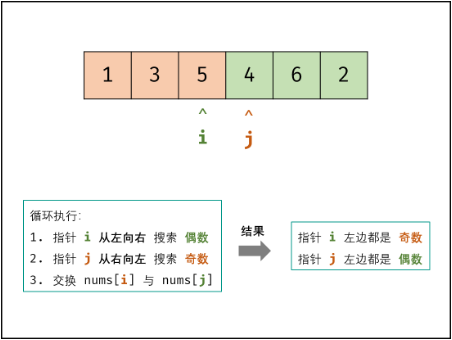 1 3 5 4 6 2
^ ^
i j
循环执行:
1. 指针 i 从左向右 搜索 偶数
2. 指针 j 从右向左 搜索 奇数
3. 交换 nums[i] 与 nums[j]
结果
指针 i 左边都是 奇数
指针 j 左边都是 偶数